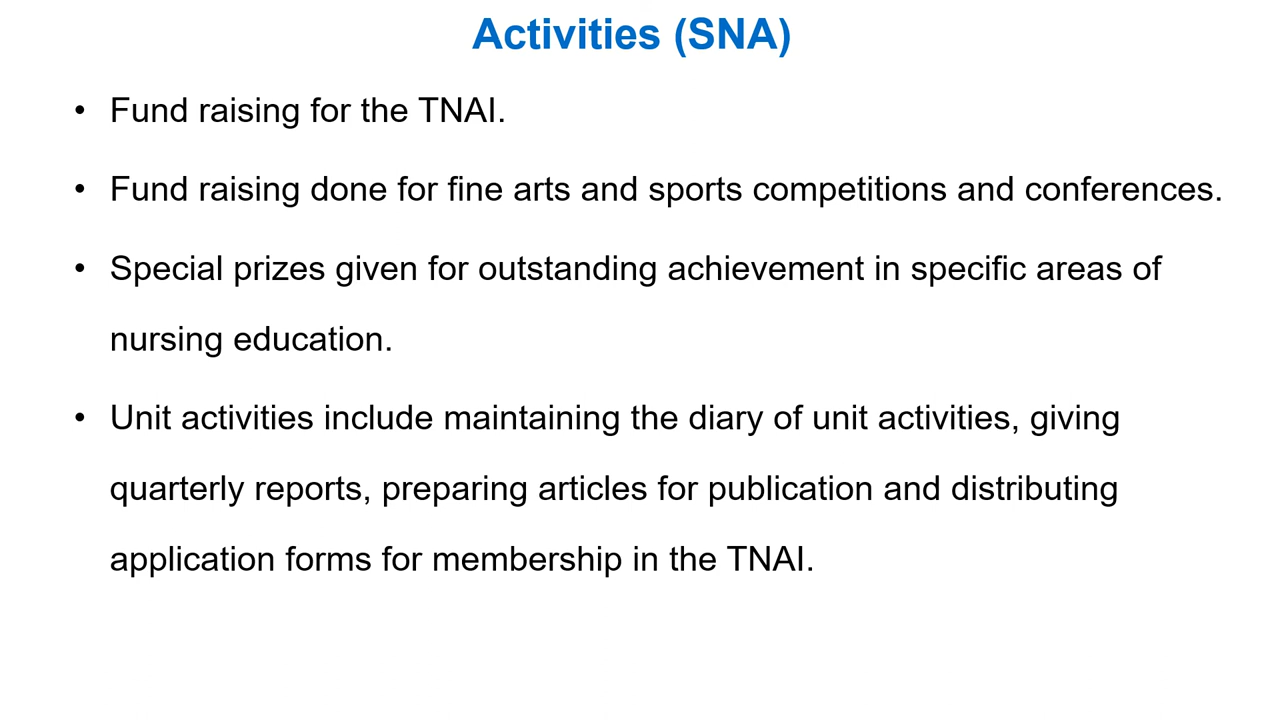 Activities (SNA)
• Fund raising for the TNAI.
• Fund raising done for fine arts and sports competitions and conferences.
• Special prizes given for outstanding achievement in specific areas of
nursing education.
• Unit activities include maintaining the diary of unit activities, giving
quarterly reports, preparing articles for publication and distributing
application forms for membership in the TNAI.